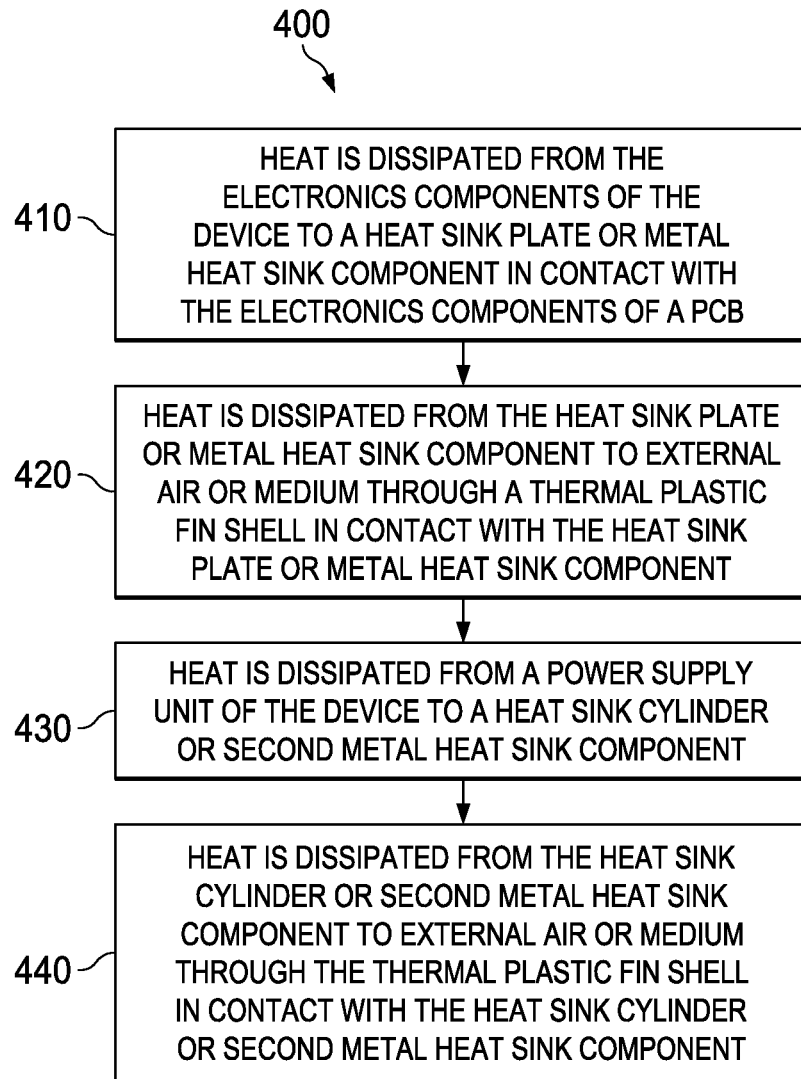 400
410
HEAT IS DISSIPATED FROM THE
ELECTRONICS COMPONENTS OF THE
DEVICE TO A HEAT SINK PLATE OR METAL
HEAT SINK COMPONENT IN CONTACT WITH
THE ELECTRONICS COMPONENTS OF A PCB
420
HEAT IS DISSIPATED FROM THE HEAT SINK PLATE
OR METAL HEAT SINK COMPONENT TO EXTERNAL
AIR OR MEDIUM THROUGH A THERMAL PLASTIC
FIN SHELL IN CONTACT WITH THE HEAT SINK
PLATE OR METAL HEAT SINK COMPONENT
430
HEAT IS DISSIPATED FROM A POWER SUPPLY
UNIT OF THE DEVICE TO A HEAT SINK CYLINDER
OR SECOND METAL HEAT SINK COMPONENT
440
HEAT IS DISSIPATED FROM THE HEAT SINK
CYLINDER OR SECOND METAL HEAT SINK
COMPONENT TO EXTERNAL AIR OR MEDIUM
THROUGH THE THERMAL PLASTIC FIN SHELL
IN CONTACT WITH THE HEAT SINK CYLINDER
OR SECOND METAL HEAT SINK COMPONENT